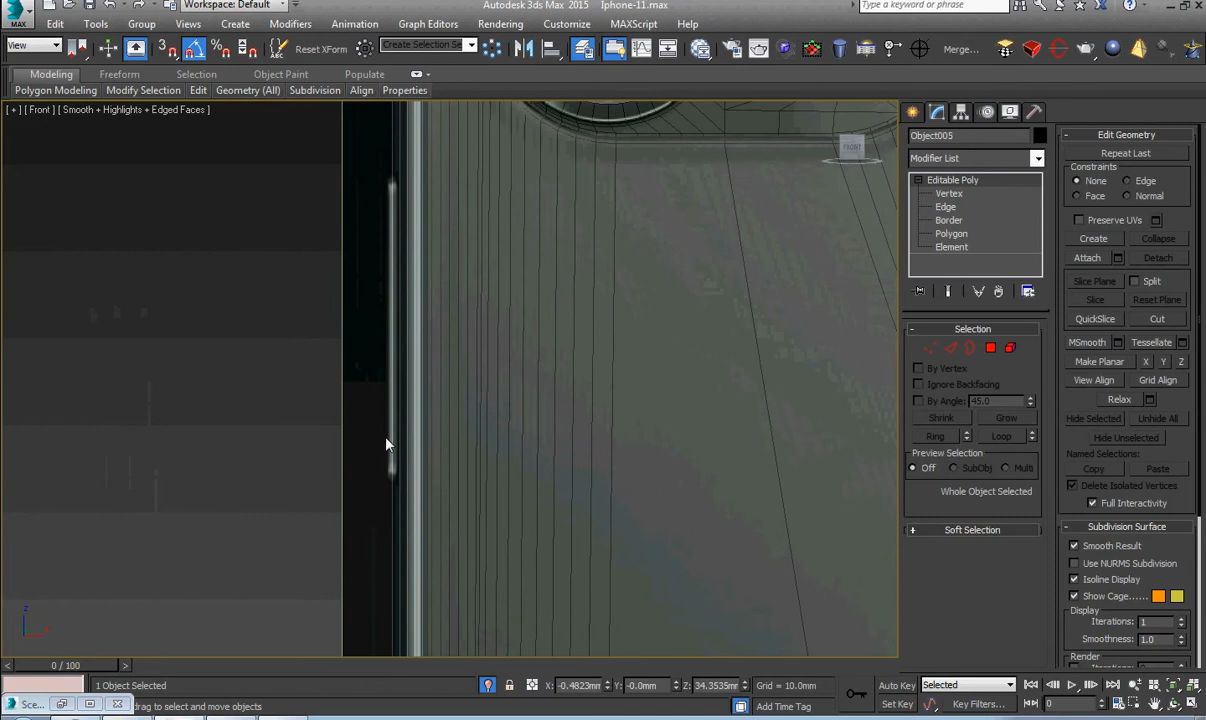 Workspace: Default
Autodesk 3ds Max 2015
Iphone-11.max
Type a keyword or phrase
MAX
Edit
Tools
Group
Views
Create
Modifiers
Animation
Graph Editors
Rendering
Customize
MAXScript
Help
View
3
Reset XForm
Create Selection Se
Merge...
Modeling
Freeform
Selection
Object Paint
Populate
Polygon Modeling
Modify Selection
Edit
Geometry (All)
Subdivision
Align
Properties
[ + ] [ Front ] [ Smooth + Highlights + Edged Faces ]
FRONT
Object005
Modifier List
Editable Poly
Vertex
Edge
Border
Polygon
Element
Selection
By Vertex
Ignore Backfacing
By Angle: 45.0
Shrink
Grow
Ring
Loop
Preview Selection
Off
SubObj
Multi
Whole Object Selected
Soft Selection
Edit Geometry
Repeat Last
Constraints
None
Edge
Face
Normal
Preserve UVs
Create
Collapse
Attach
Detach
Slice Plane
Split
Slice
Reset Plane
QuickSlice
Cut
MSmooth
Tessellate
Make Planar
X
Y
Z
View Align
Grid Align
Relax
Hide Selected
Unhide All
Hide Unselected
Named Selections:
Copy
Paste
Delete Isolated Vertices
Full Interactivity
Subdivision Surface
Smooth Result
Use NURMS Subdivision
Isoline Display
Show Cage......
Display
Iterations: 1
Smoothness: 1.0
Render
z
0 / 100
1 Object Selected
X: -0.4823mm
Y: -0.0mm
Z: 34.3535mm
Grid = 10.0mm
Auto Key
Selected
Sce...
drag to select and move objects
Add Time Tag
Set Key
Key Filters...
0